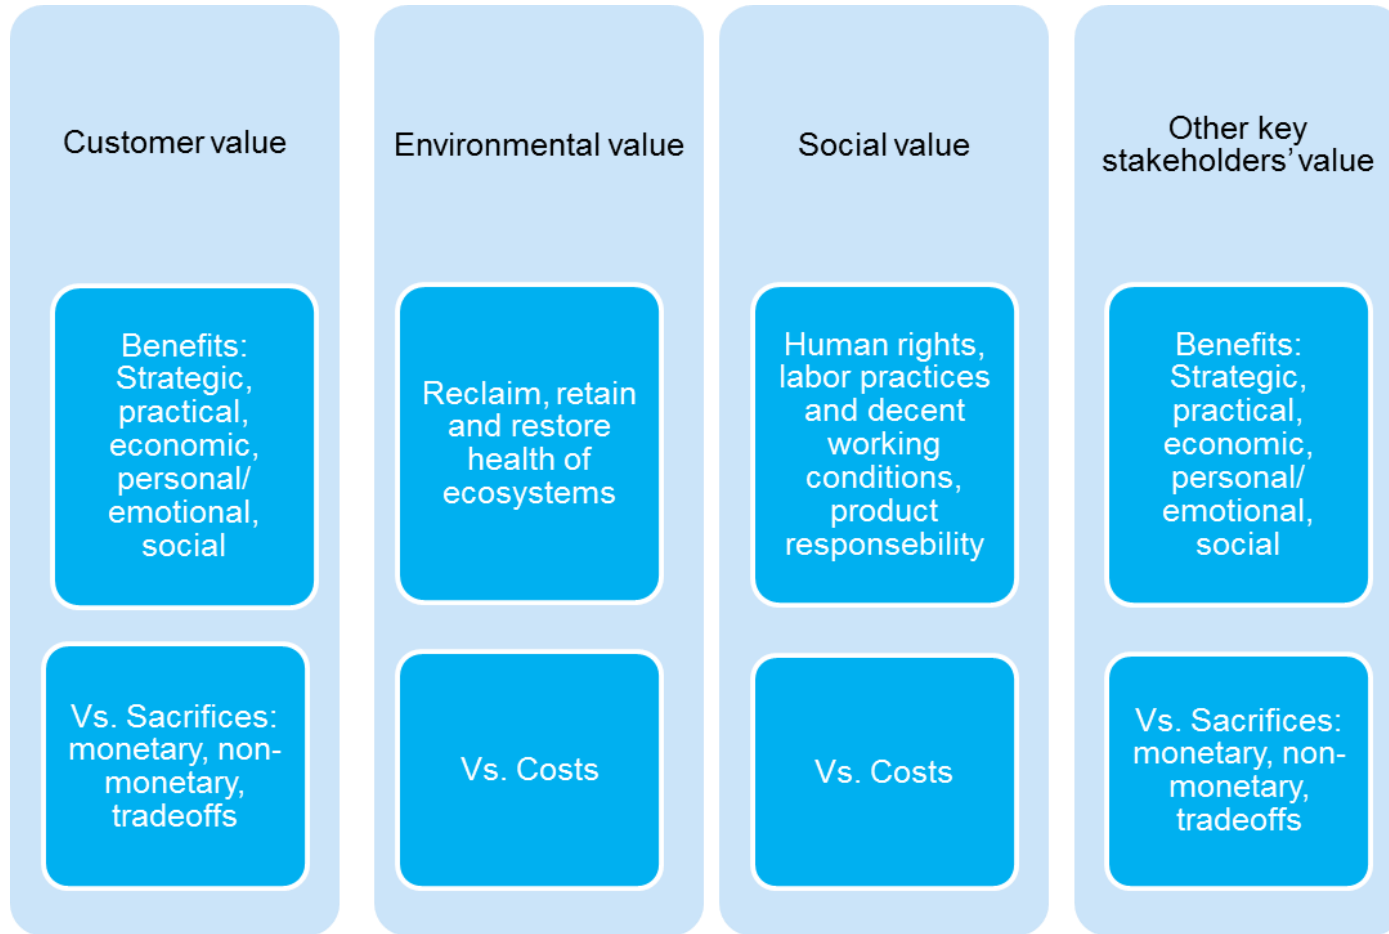 Customer value
Benefits:
Strategic,
practical,
economic,
personal/
emotional,
social
Vs. Sacrifices:
monetary, non-
monetary,
tradeoffs
Environmental value
Reclaim, retain
and restore
health of
ecosystems
Vs. Costs
Social value
Human rights,
labor practices
and decent
working
conditions,
product
responsebility
Vs. Costs
Other key
stakeholders’ value
Benefits:
Strategic,
practical,
economic,
personal/
emotional,
social
Vs. Sacrifices:
monetary, non-
monetary,
tradeoffs